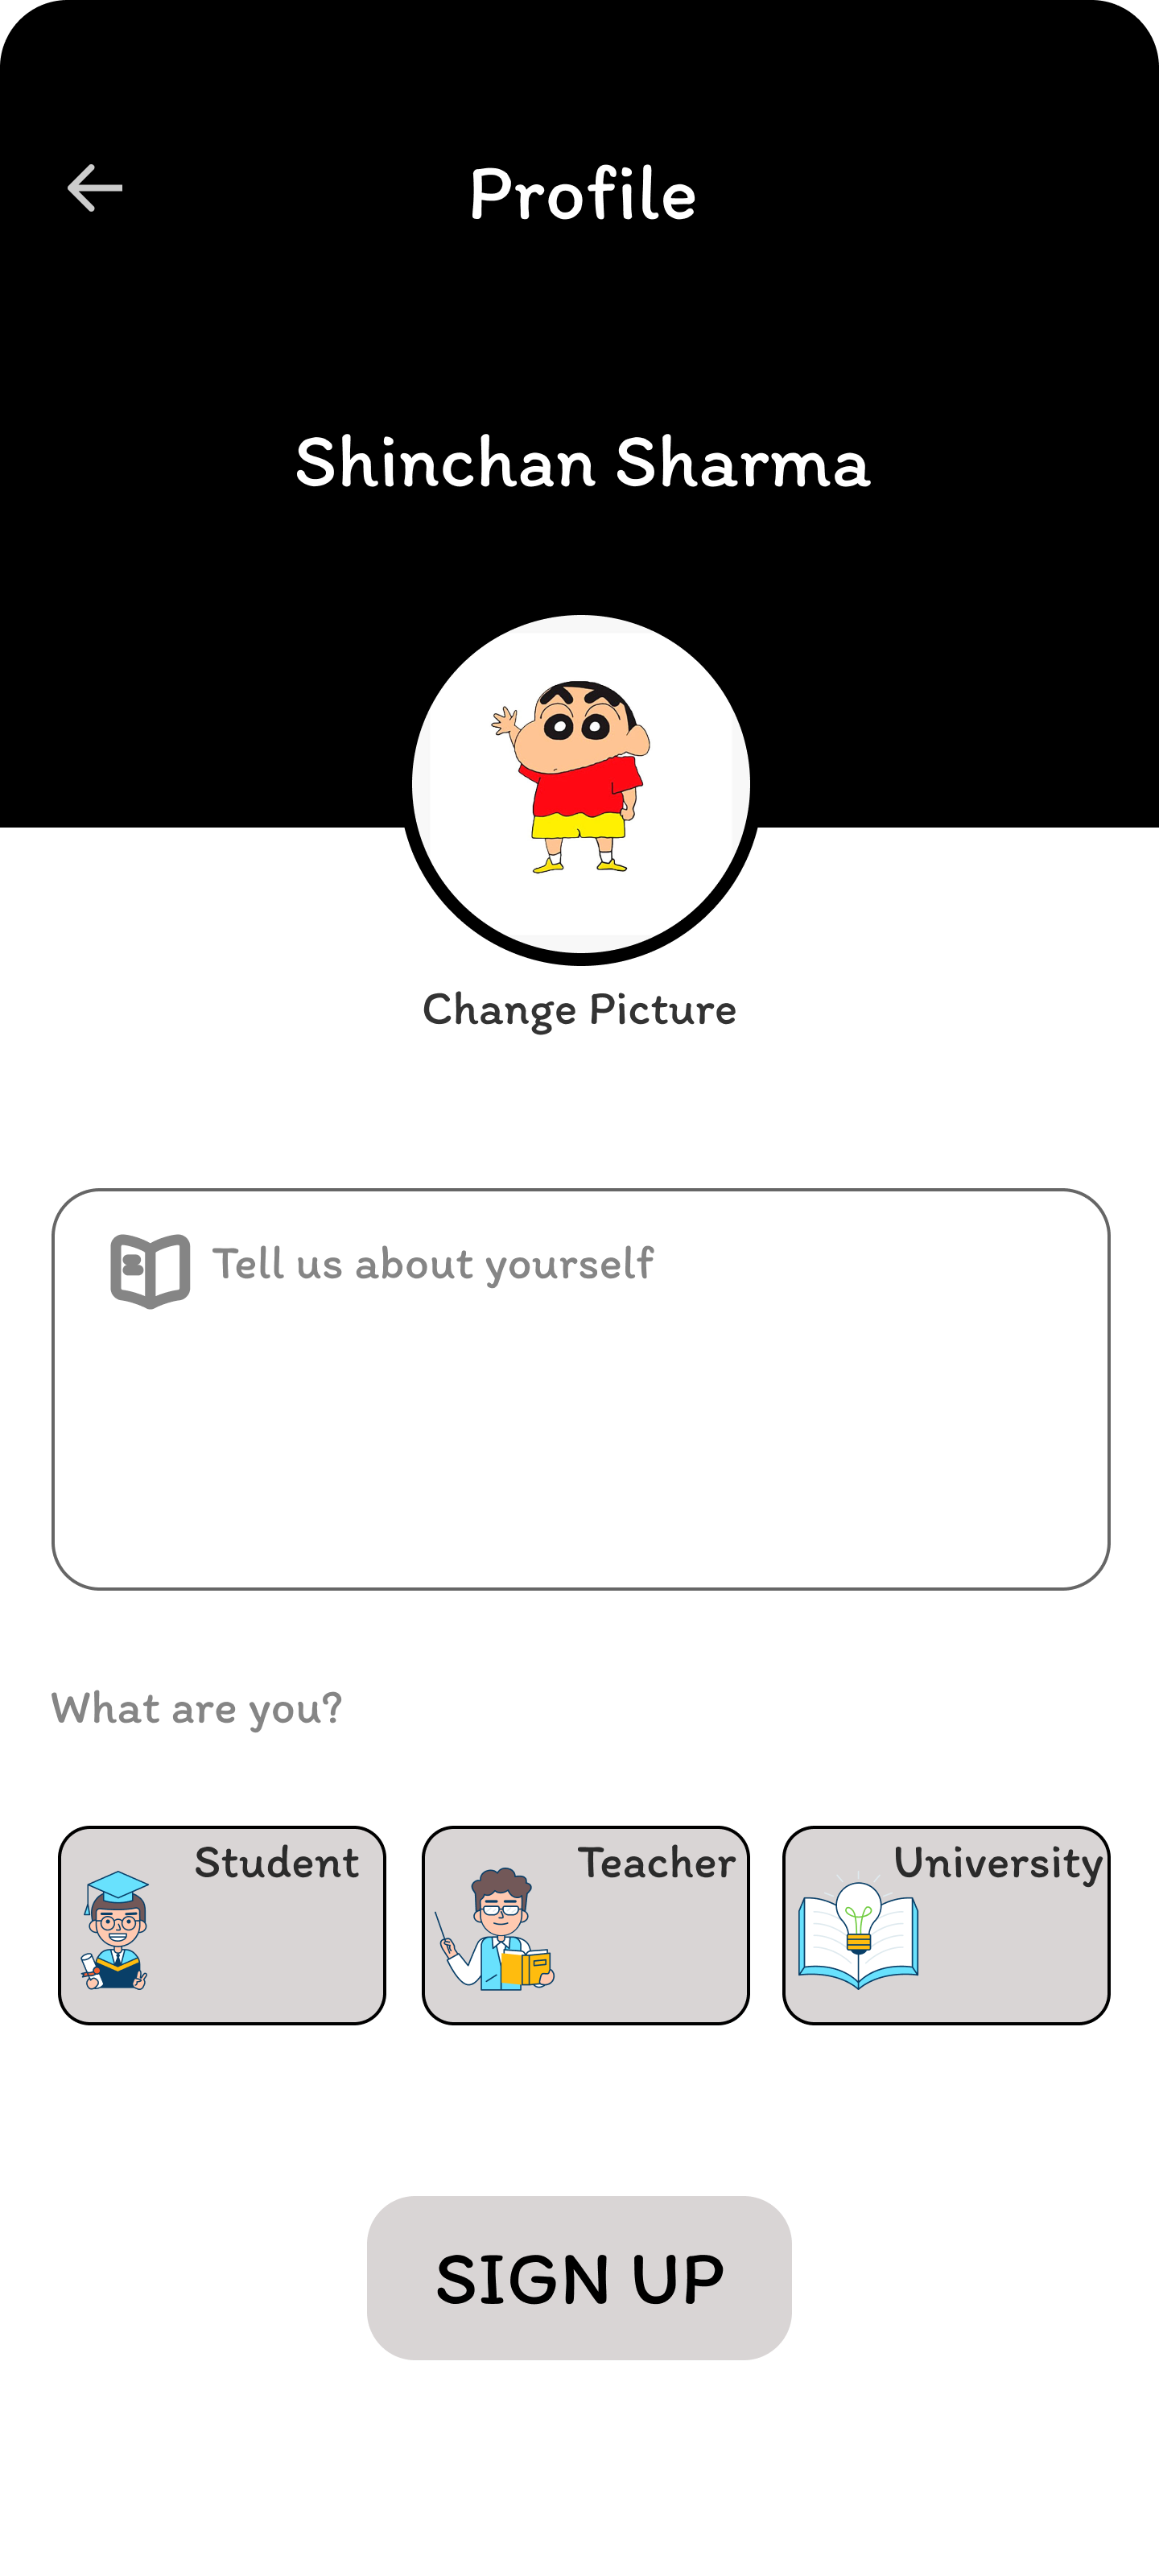 Profile
Shinchan Sharma
Change Picture
Tell us about yourself
What are you?
Student
Teacher
University
SIGN UP